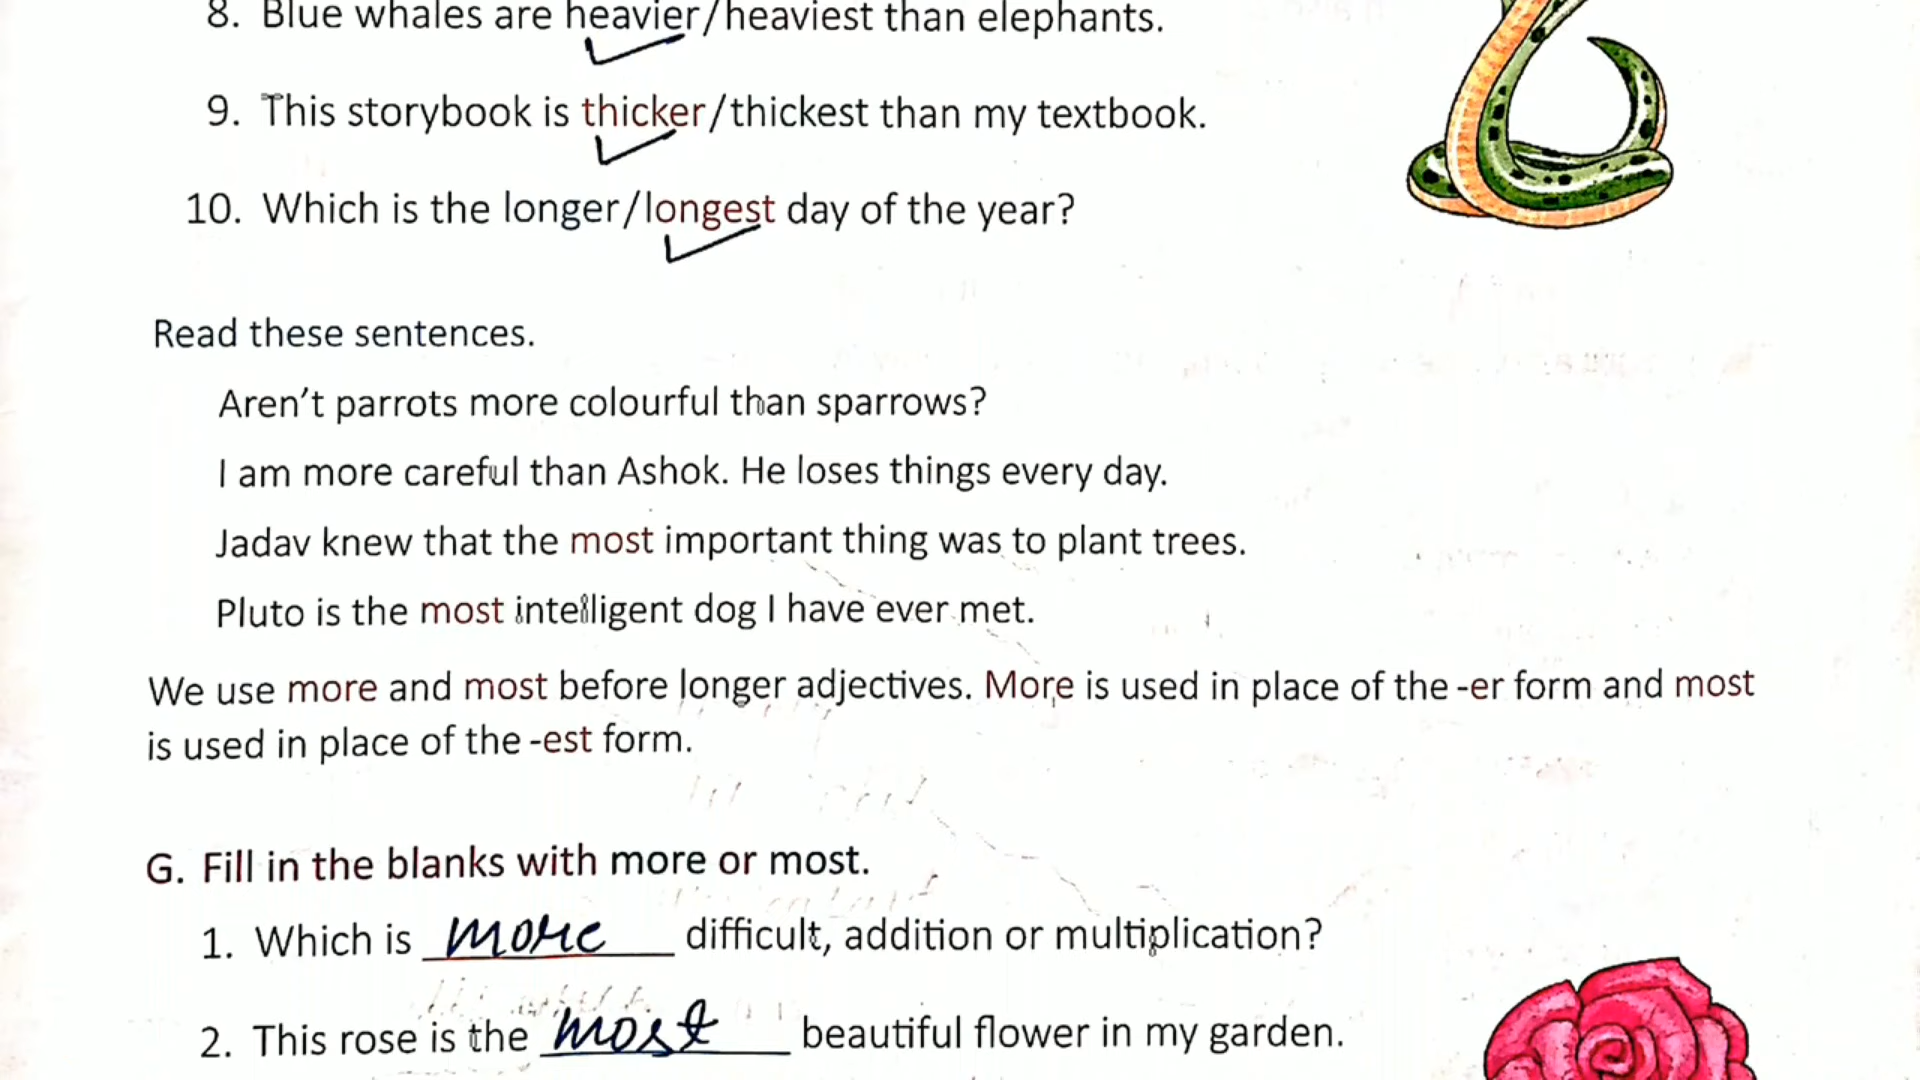 8. Blue whales are heavier/heaviest than elephants.
9. This storybook is thicker/thickest than my textbook.
10. Which is the longer/longest day of the year?
Read these sentences.
Aren't parrots more colourful than sparrows?
I am more careful than Ashok. He loses things every day.
Jadav knew that the most important thing was to plant trees.
Pluto is the most intelligent dog I have ever met.
We use more and most before longer adjectives. More is used in place of the -er form and most
is used in place of the -est form.
G. Fill in the blanks with more or most.
1. Which is more difficult, addition or multiplication?
2. This rose is the most beautiful flower in my garden.